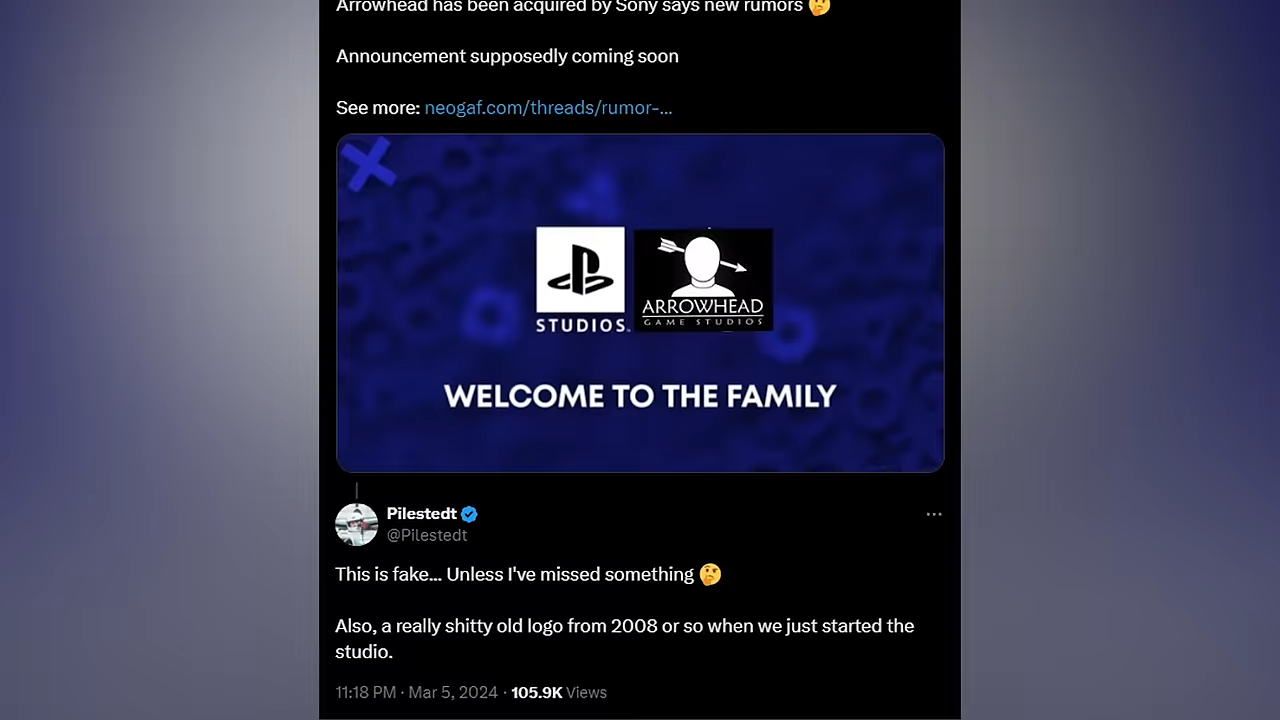 Arrowhead has been acquired by Sony says new rumors 🤔
Announcement supposedly coming soon
See more: neogaf.com/threads/rumor-...
STUDIOS™
ARROWHEAD
GAME STUDIOS
WELCOME TO THE FAMILY
Pilestedt
@Pilestedt
This is fake... Unless I've missed something 🤔
Also, a really shitty old logo from 2008 or so when we just started the
studio.
11:18 PM · Mar 5, 2024 · 105.9K Views